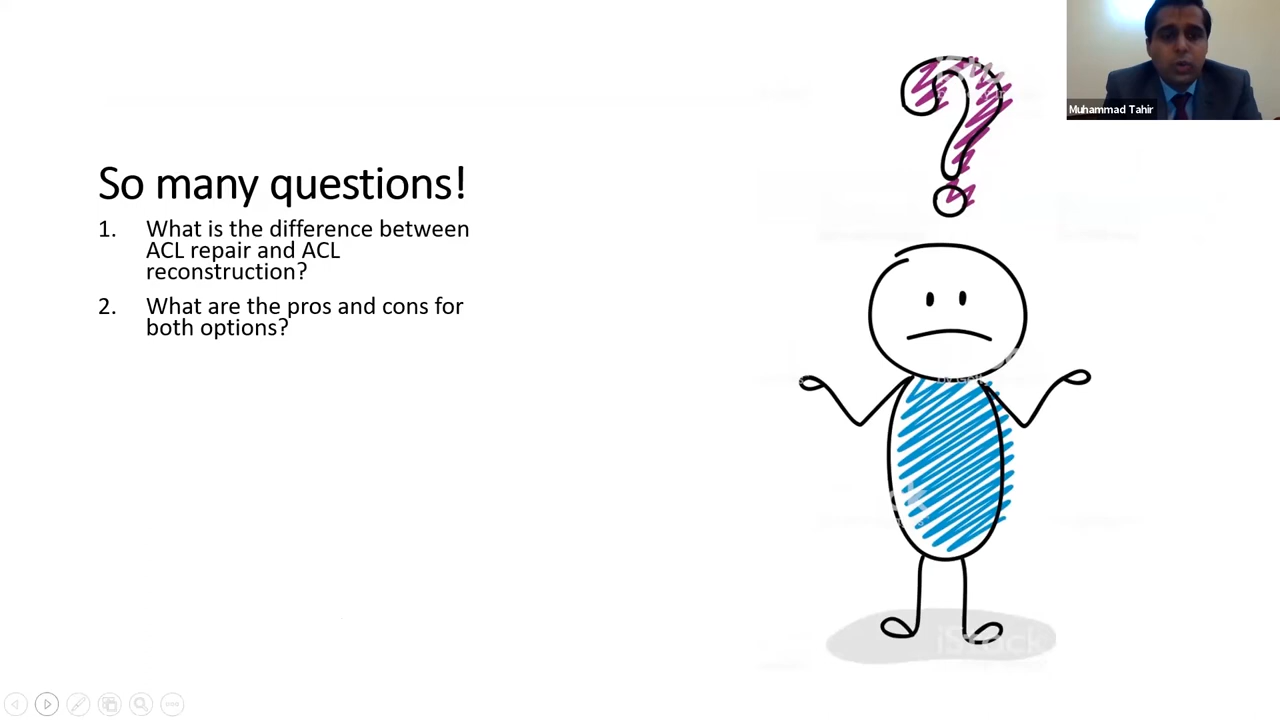 Muhammad Tahir
So many questions!
1. What is the difference between
ACL repair and ACL
reconstruction?
2. What are the pros and cons for
both options?
iStock